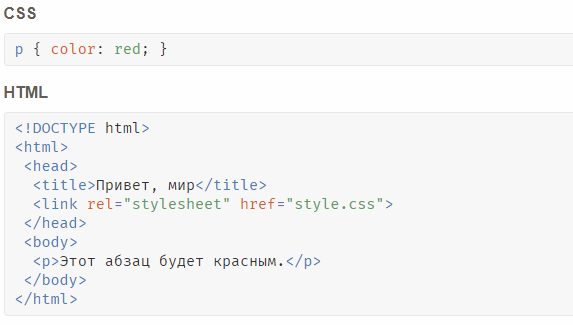 CSS
p { color: red; }
HTML
<!DOCTYPE html>
<html>
 <head>
  <title>Привет, мир</title>
  <link rel="stylesheet" href="style.css">
 </head>
 <body>
  <p>Этот абзац будет красным.</p>
 </body>
</html>